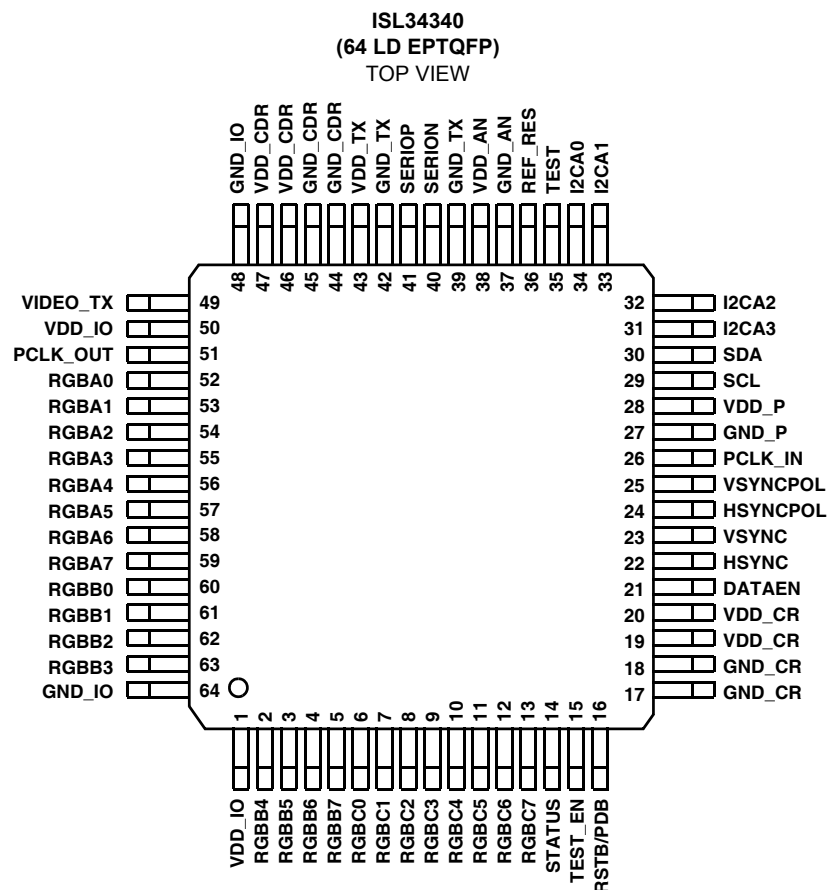 ISL34340
(64 LD EPTQFP)
TOP VIEW
GND_IO
VDD_CDR
VDD_CDR
GND_CDR
GND_CDR
VDD_TX
GND_TX
SERIOP
SERION
GND_TX
VDD_AN
GND_AN
REF_RES
TEST
I2CA0
I2CA1
48 47 46 45 44 43 42 41 40 39 38 37 36 35 34 33
VIDEO_TX 49
VDD_IO 50
PCLK_OUT 51
RGBA0 52
RGBA1 53
RGBA2 54
RGBA3 55
RGBA4 56
RGBA5 57
RGBA6 58
RGBA7 59
RGBB0 60
RGBB1 61
RGBB2 62
RGBB3 63
GND_IO 64
32 I2CA2
31 I2CA3
30 SDA
29 SCL
28 VDD_P
27 GND_P
26 PCLK_IN
25 VSYNCPOL
24 HSYNCPOL
23 VSYNC
22 HSYNC
21 DATAEN
20 VDD_CR
19 VDD_CR
18 GND_CR
17 GND_CR
1 2 3 4 5 6 7 8 9 10 11 12 13 14 15 16
VDD_IO
RGBB4
RGBB5
RGBB6
RGBB7
RGBC0
RGBC1
RGBC2
RGBC3
RGBC4
RGBC5
RGBC6
RGBC7
STATUS
TEST_EN
RSTB/PDB